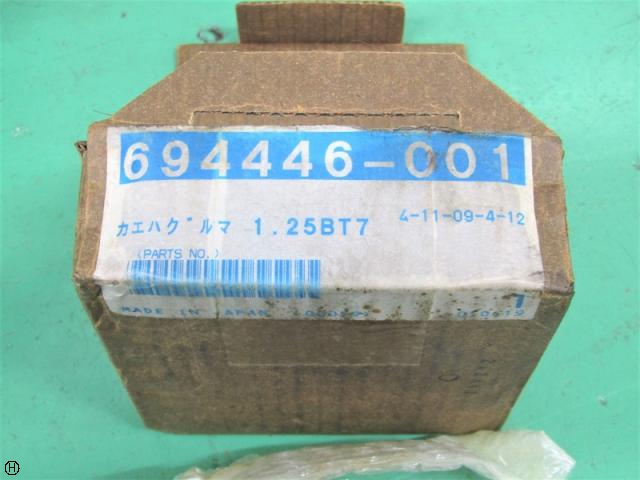 694446-001
カエハグルマ 1.25BT7
4-11-09-4-12
(PARTS NO.)
1
MADE IN JAPAN
H